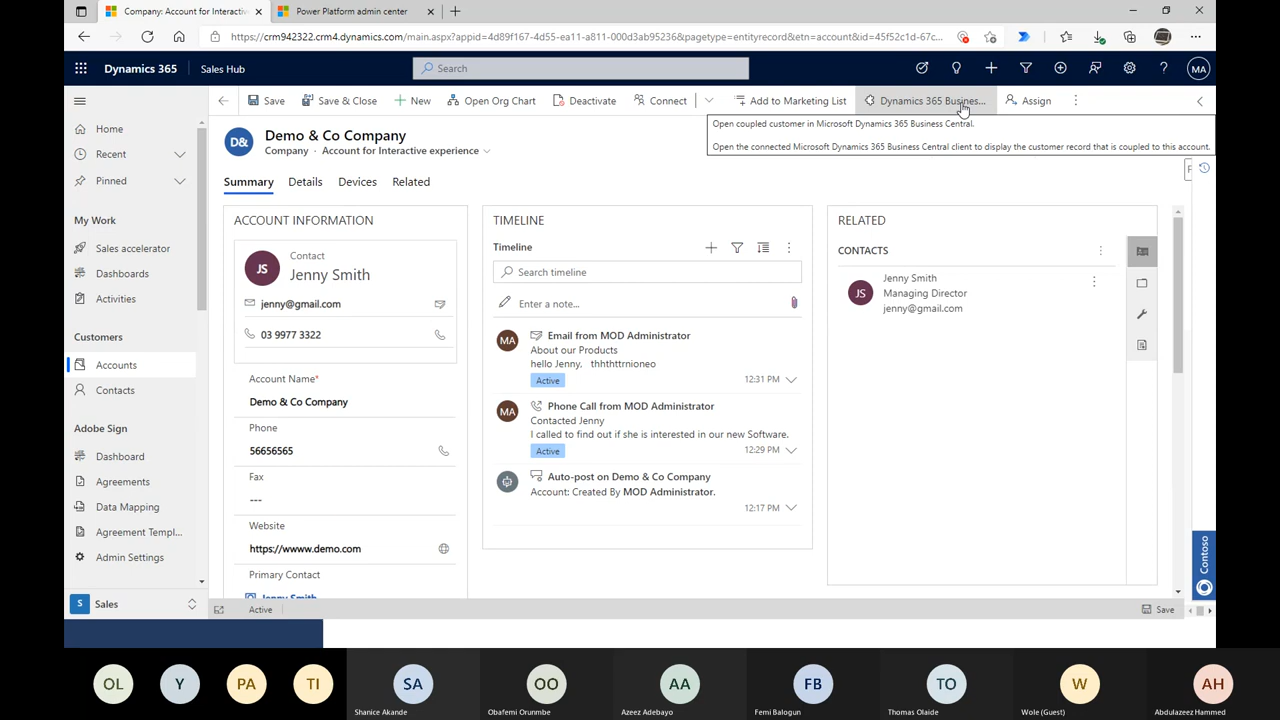 Company: Account for Interactiv
Power Platform admin center
https://crm942322.crm4.dynamics.com/main.aspx?appid=4d89f167-4d55-ea11-a811-000d3ab95236&pagetype=entityrecord&etn=account&id=45f52c1d-67c...
Dynamics 365
Sales Hub
Search
MA
Save
Save & Close
New
Open Org Chart
Deactivate
Connect
Add to Marketing List
Dynamics 365 Busines...
Assign
Open coupled customer in Microsoft Dynamics 365 Business Central.
Open the connected Microsoft Dynamics 365 Business Central client to display the customer record that is coupled to this account.
Home
Recent
Pinned
My Work
Sales accelerator
Dashboards
Activities
Customers
Accounts
Contacts
Adobe Sign
Dashboard
Agreements
Data Mapping
Agreement Templ...
Admin Settings
S
Sales
D&
Demo & Co Company
Company · Account for Interactive experience
Summary
Details
Devices
Related
ACCOUNT INFORMATION
JS
Contact
Jenny Smith
jenny@gmail.com
03 9977 3322
Account Name*
Demo & Co Company
Phone
56656565
Fax
---
Website
https://wwww.demo.com
Primary Contact
Jenny Smith
TIMELINE
Timeline
Search timeline
Enter a note...
MA
Email from MOD Administrator
About our Products
hello Jenny, thhthttrnioneo
Active
12:31 PM
MA
Phone Call from MOD Administrator
Contacted Jenny
I called to find out if she is interested in our new Software.
Active
12:29 PM
Auto-post on Demo & Co Company
Account: Created By MOD Administrator.
12:17 PM
RELATED
CONTACTS
JS
Jenny Smith
Managing Director
jenny@gmail.com
Contoso
Active
Save
OL
Y
PA
TI
SA
Shanice Akande
OO
Obafemi Orunmbe
AA
Azeez Adebayo
FB
Femi Balogun
TO
Thomas Olaide
W
Wole (Guest)
AH
Abdulazeez Hammed